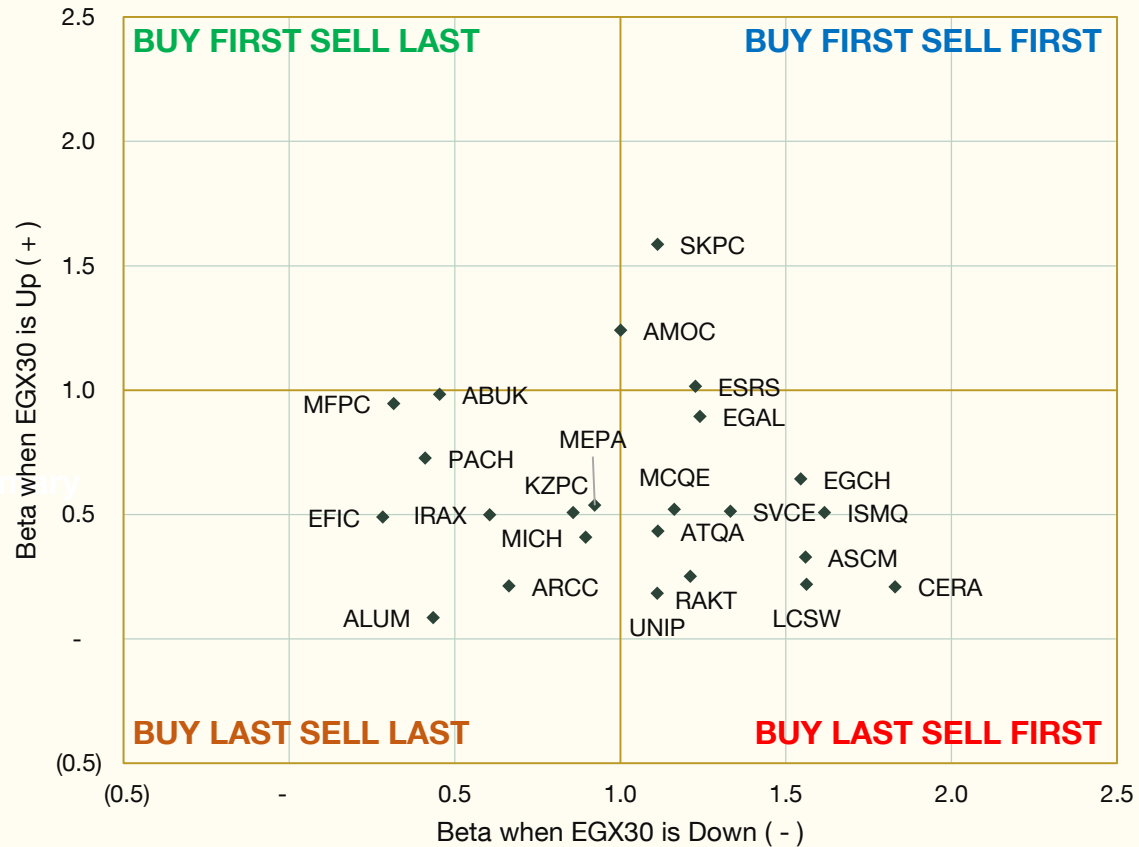 2.5
BUY FIRST SELL LAST
BUY FIRST SELL FIRST
2.0
SKPC
1.5
AMOC
1.0
ESRS
ABUK
MFPC
EGAL
MEPA
PACH
MCQE
EGCH
KZPC
0.5
EFIC
IRAX
SVCE
ISMQ
MICH
ATQA
ASCM
ARCC
CERA
RAKT
ALUM
LCSW
UNIP
-
BUY LAST SELL LAST
BUY LAST SELL FIRST
(0.5)
(0.5)
-
0.5
1.0
1.5
2.0
2.5
Beta when EGX30 is Down ( - )
Beta when EGX30 is Up ( + )